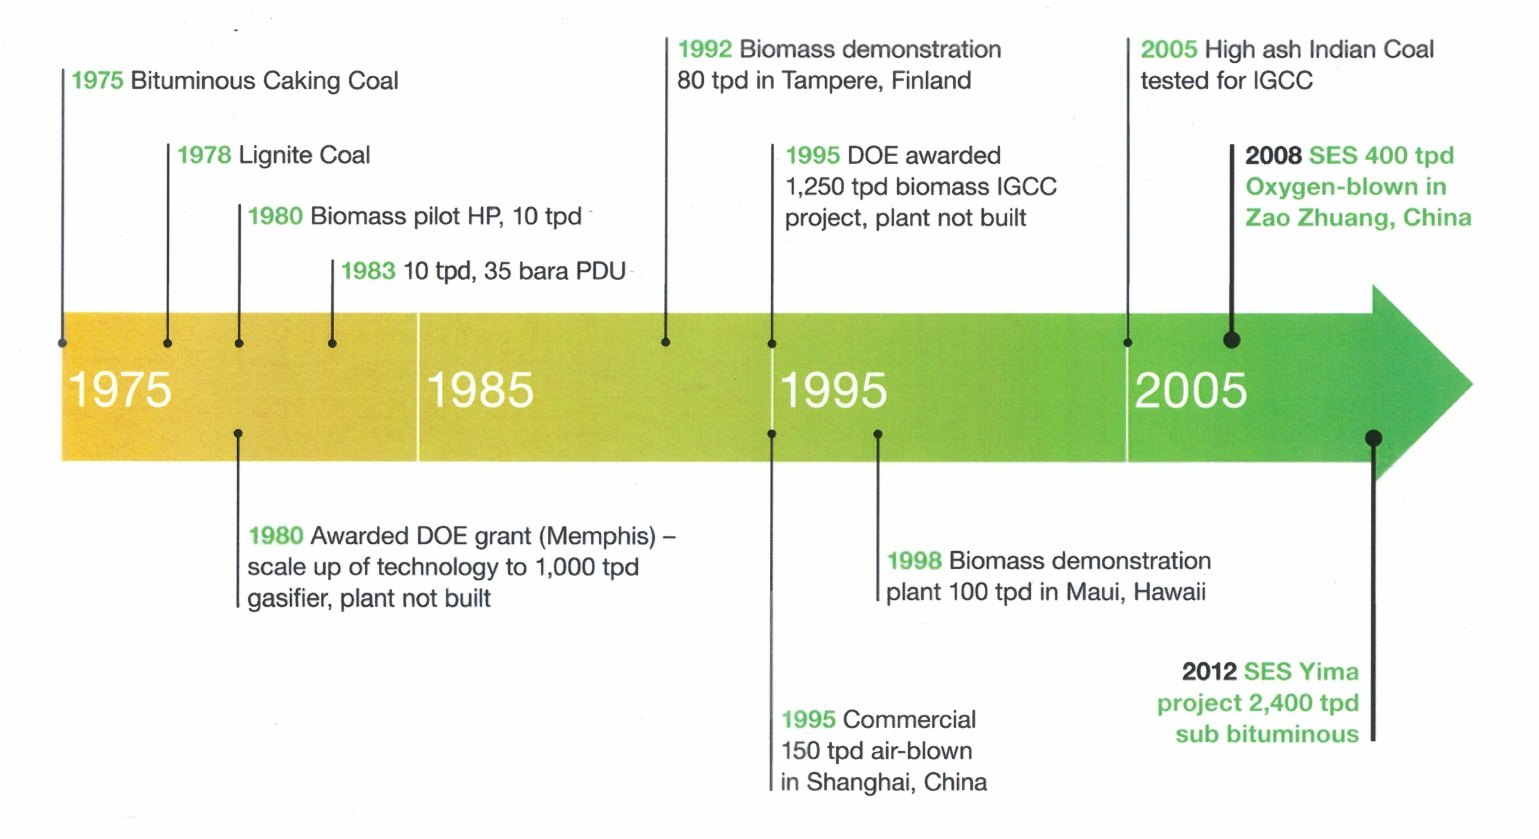 1975 Bituminous Caking Coal
1978 Lignite Coal
1980 Biomass pilot HP, 10 tpd
1983 10 tpd, 35 bara PDU
1992 Biomass demonstration
80 tpd in Tampere, Finland
1995 DOE awarded
1,250 tpd biomass IGCC
project, plant not built
2005 High ash Indian Coal
tested for IGCC
2008 SES 400 tpd
Oxygen-blown in
Zao Zhuang, China
1975 1985 1995 2005
1980 Awarded DOE grant (Memphis) –
scale up of technology to 1,000 tpd
gasifier, plant not built
1995 Commercial
150 tpd air-blown
in Shanghai, China
1998 Biomass demonstration
plant 100 tpd in Maui, Hawaii
2012 SES Yima
project 2,400 tpd
sub bituminous